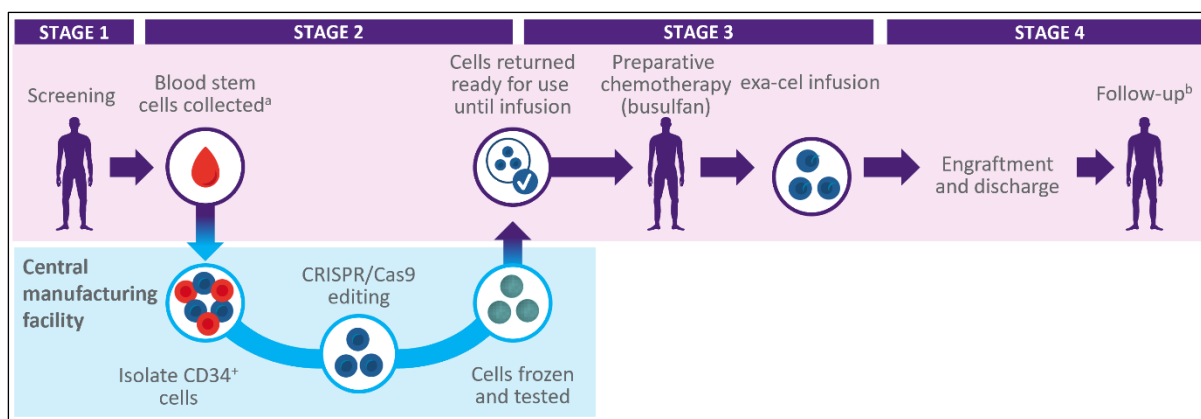 STAGE 1
STAGE 2
STAGE 3
STAGE 4
Screening
Blood stem
cells collectedᵃ
Cells returned
ready for use
until infusion
Preparative
chemotherapy
(busulfan)
exa-cel infusion
Engraftment
and discharge
Follow-upᵇ
Central
manufacturing
facility
Isolate CD34⁺
cells
CRISPR/Cas9
editing
Cells frozen
and tested